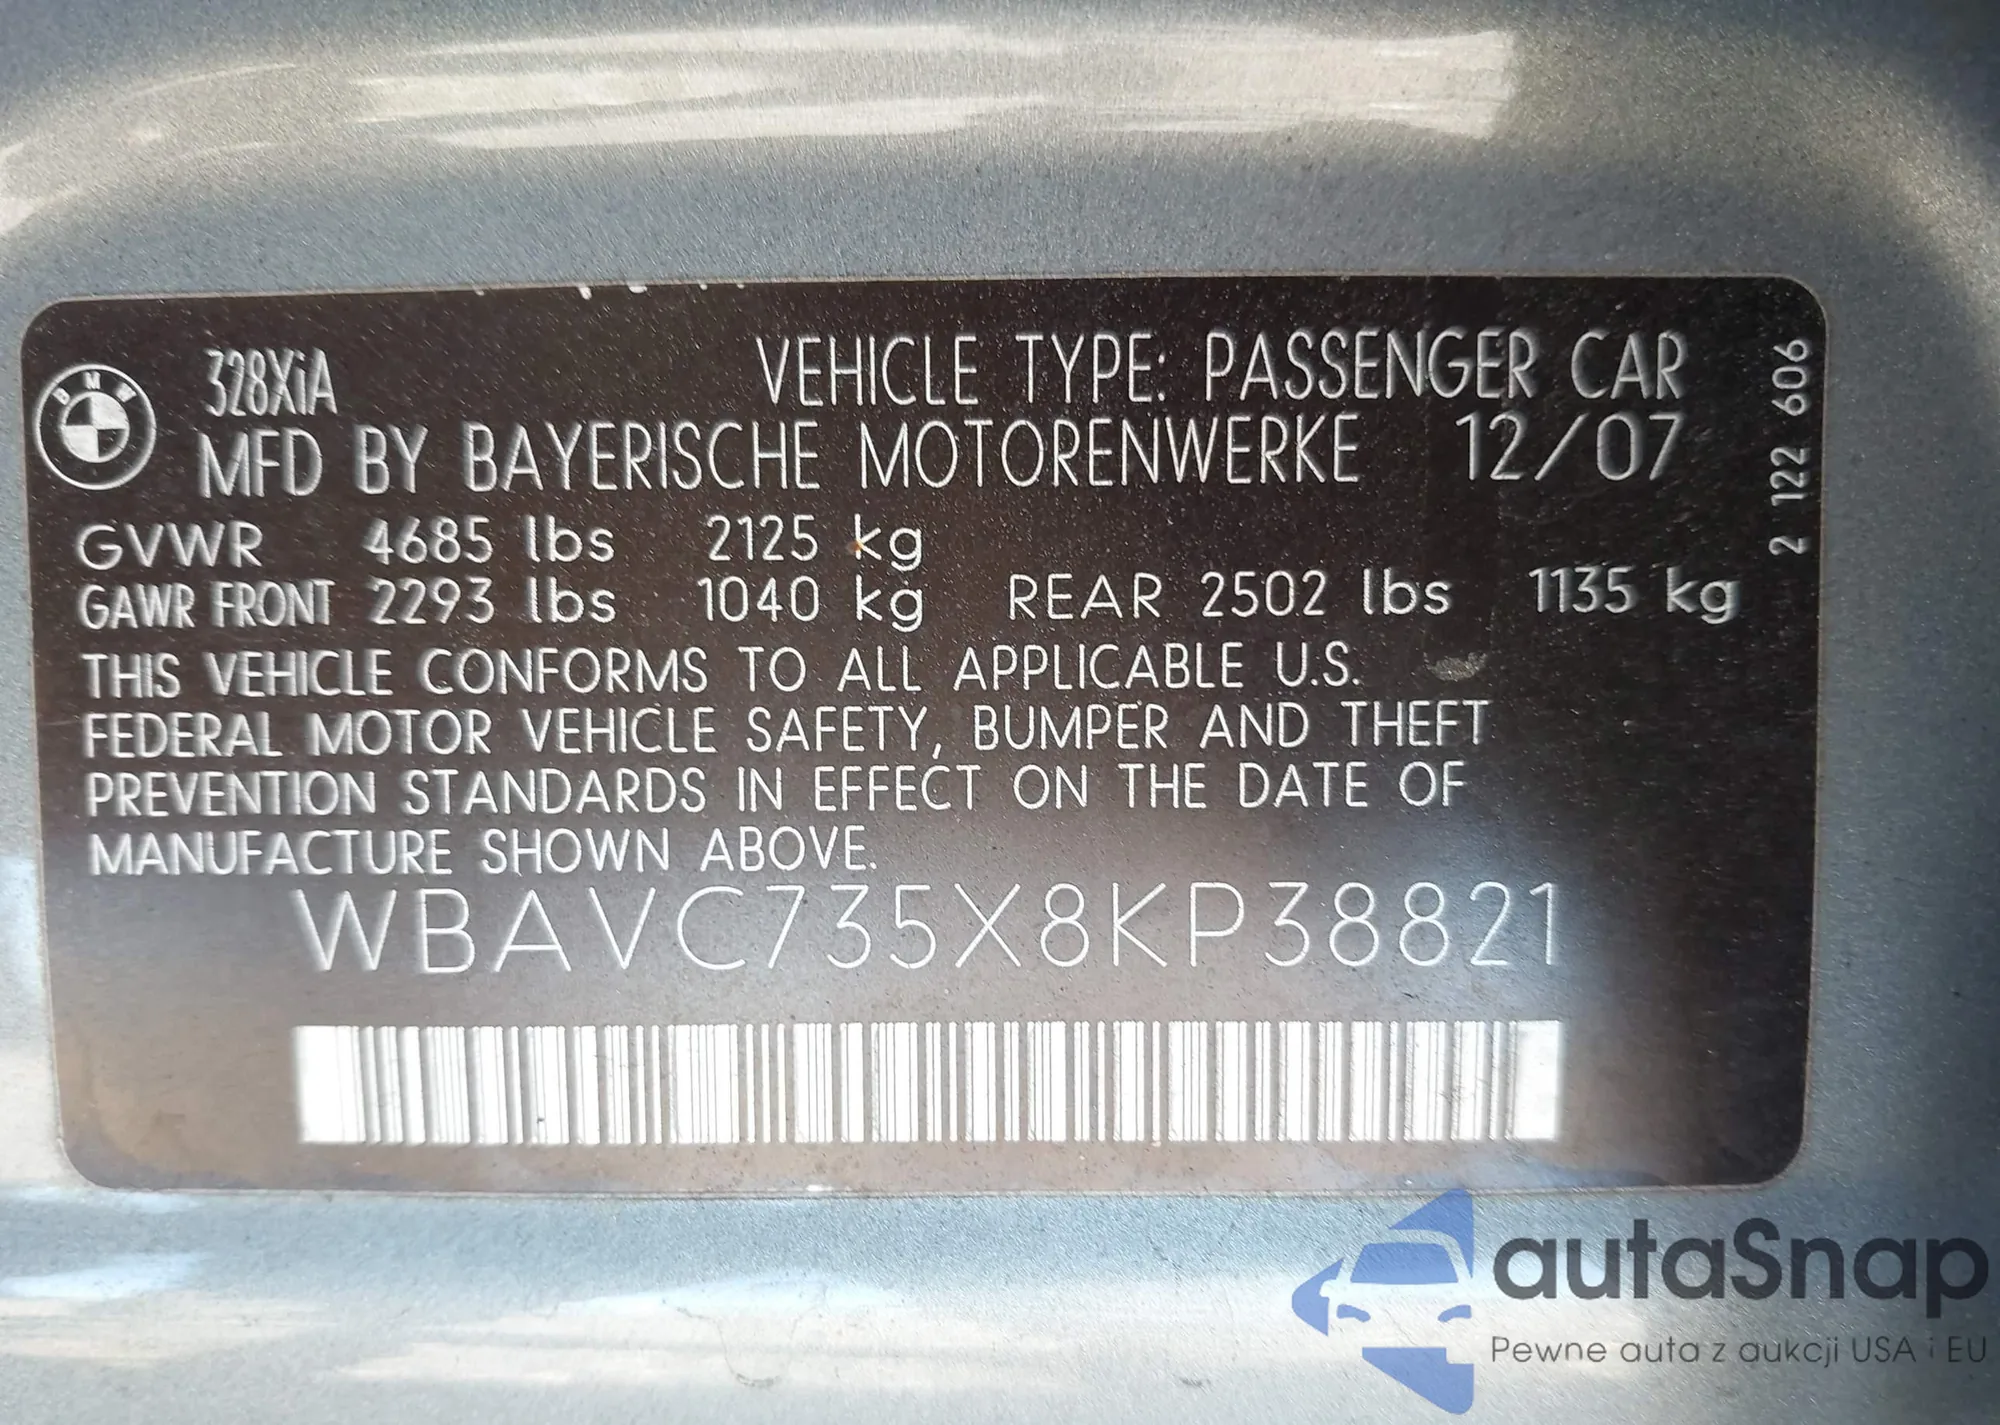 BMW
328XiA VEHICLE TYPE: PASSENGER CAR
MFD BY BAYERISCHE MOTORENWERKE 12/07
GVWR 4685 lbs 2125 kg
GAWR FRONT 2293 lbs 1040 kg REAR 2502 lbs 1135 kg
THIS VEHICLE CONFORMS TO ALL APPLICABLE U.S.
FEDERAL MOTOR VEHICLE SAFETY, BUMPER AND THEFT
PREVENTION STANDARDS IN EFFECT ON THE DATE OF
MANUFACTURE SHOWN ABOVE.
WBAVC735X8KP38821
2 122 606
autaSnap
Pewne auta z aukcji USA i EU